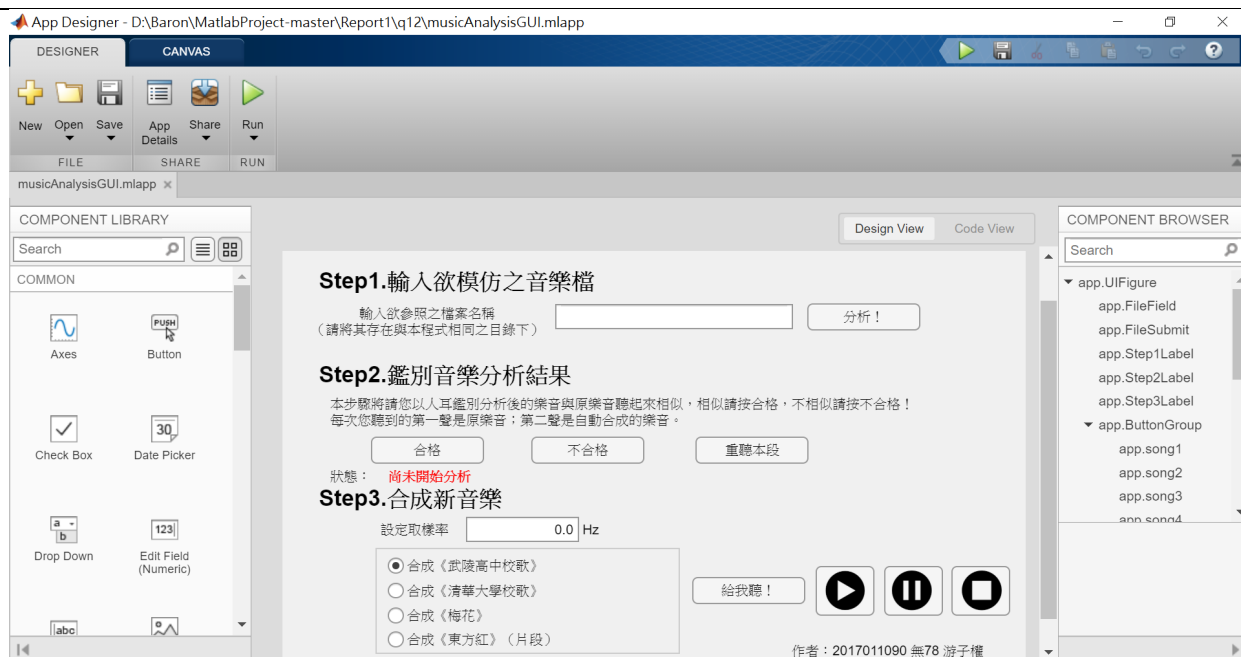 App Designer - D:\Baron\MatlabProject-master\Report1\q12\musicAnalysisGUI.mlapp
DESIGNER
CANVAS
New
Open
Save
App Details
Share
Run
FILE
SHARE
RUN
musicAnalysisGUI.mlapp
COMPONENT LIBRARY
Search
COMMON
Axes
PUSH
Button
Check Box
30
Date Picker
a
b
Drop Down
123
Edit Field
(Numeric)
abc
Design View
Code View
Step1.輸入欲模仿之音樂檔
輸入欲參照之檔案名稱
（請將其存在與本程式相同之目錄下）
分析！
Step2.鑑別音樂分析結果
本步驟將請您以人耳鑑別分析後的樂音與原樂音聽起來相似，相似請按合格，不相似請按不合格！
每次您聽到的第一聲是原樂音；第二聲是自動合成的樂音。
合格
不合格
重聽本段
狀態： 尚未開始分析
Step3.合成新音樂
設定取樣率 0.0 Hz
合成《武陵高中校歌》
合成《清華大學校歌》
合成《梅花》
合成《東方紅》（片段）
給我聽！
作者：2017011090 無78 游子權
COMPONENT BROWSER
Search
app.UIFigure
app.FileField
app.FileSubmit
app.Step1Label
app.Step2Label
app.Step3Label
app.ButtonGroup
app.song1
app.song2
app.song3
app.song4